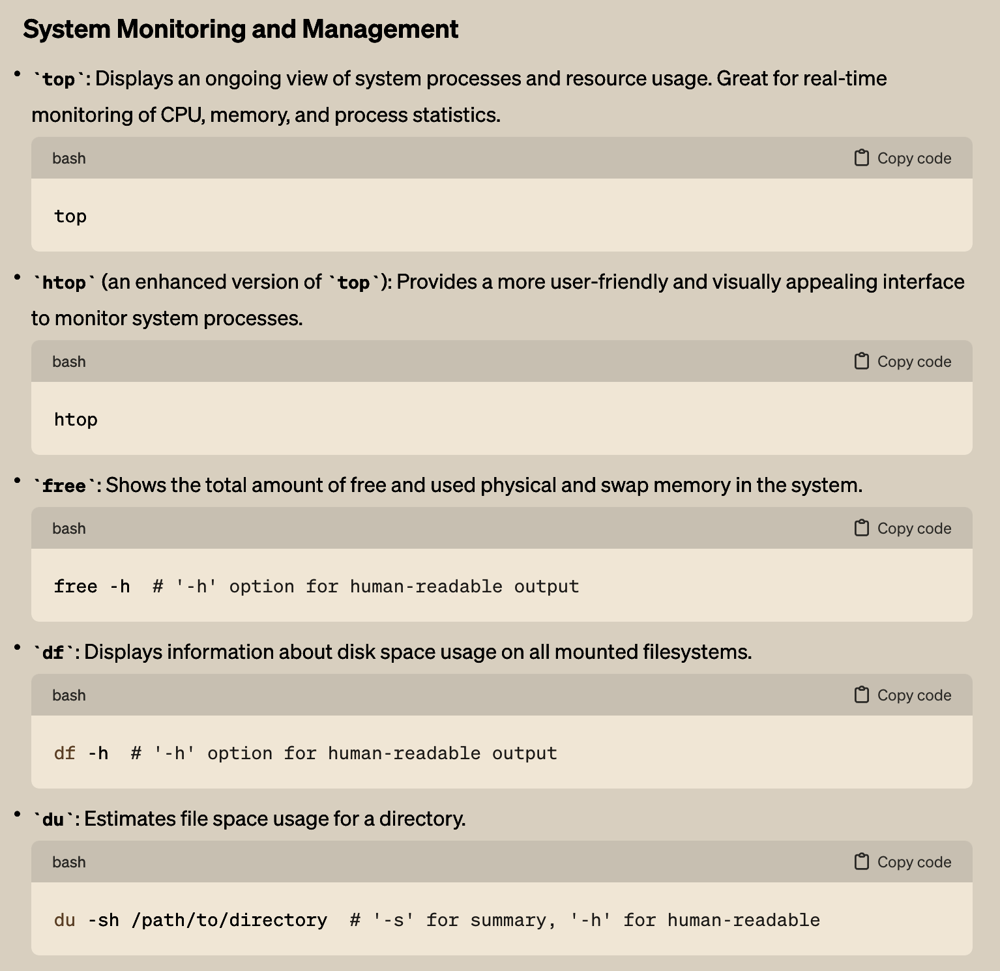 System Monitoring and Management
• `top`: Displays an ongoing view of system processes and resource usage. Great for real-time
monitoring of CPU, memory, and process statistics.
bash Copy code
top
• `htop` (an enhanced version of `top`): Provides a more user-friendly and visually appealing interface
to monitor system processes.
bash Copy code
htop
• `free`: Shows the total amount of free and used physical and swap memory in the system.
bash Copy code
free -h  # '-h' option for human-readable output
• `df`: Displays information about disk space usage on all mounted filesystems.
bash Copy code
df -h  # '-h' option for human-readable output
• `du`: Estimates file space usage for a directory.
bash Copy code
du -sh /path/to/directory  # '-s' for summary, '-h' for human-readable